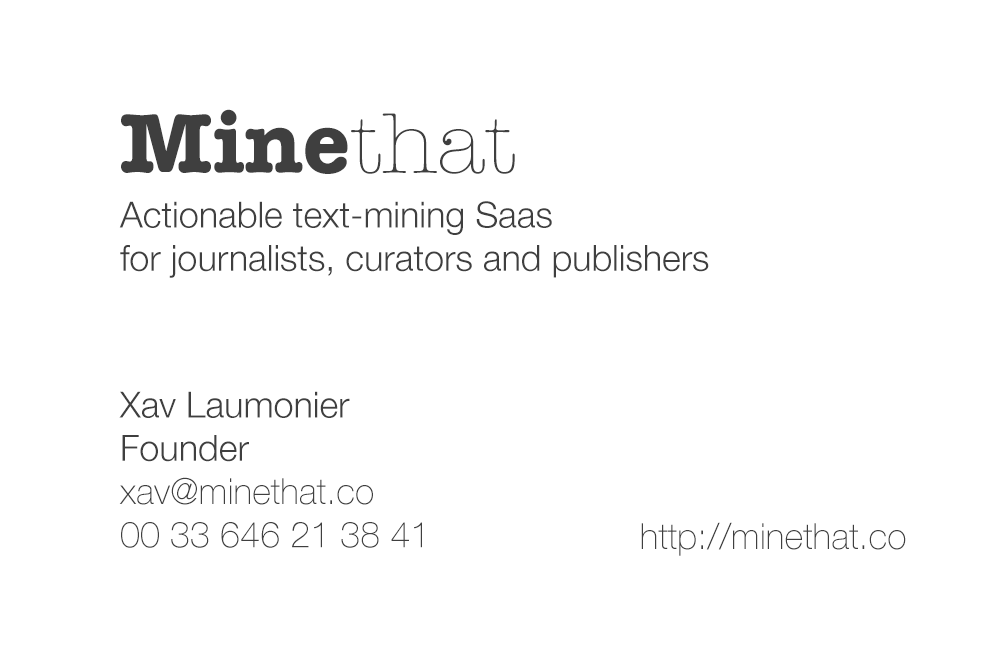 Minethat
Actionable text-mining Saas
for journalists, curators and publishers
Xav Laumonier
Founder
xav@minethat.co
00 33 646 21 38 41
http://minethat.co